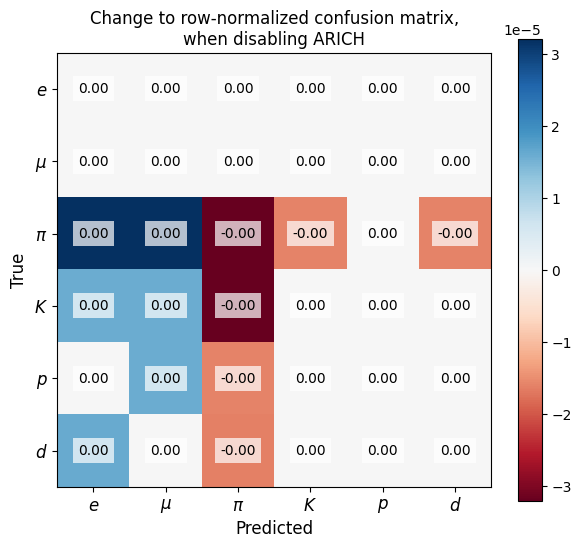 Change to row-normalized confusion matrix,
when disabling ARICH
1e−5
e 0.00 0.00 0.00 0.00 0.00 0.00
μ 0.00 0.00 0.00 0.00 0.00 0.00
π 0.00 0.00 -0.00 -0.00 0.00 -0.00
K 0.00 0.00 -0.00 0.00 0.00 0.00
p 0.00 0.00 -0.00 0.00 0.00 0.00
d 0.00 0.00 -0.00 0.00 0.00 0.00
e μ π K p d
True
Predicted
3
2
1
0
−1
−2
−3